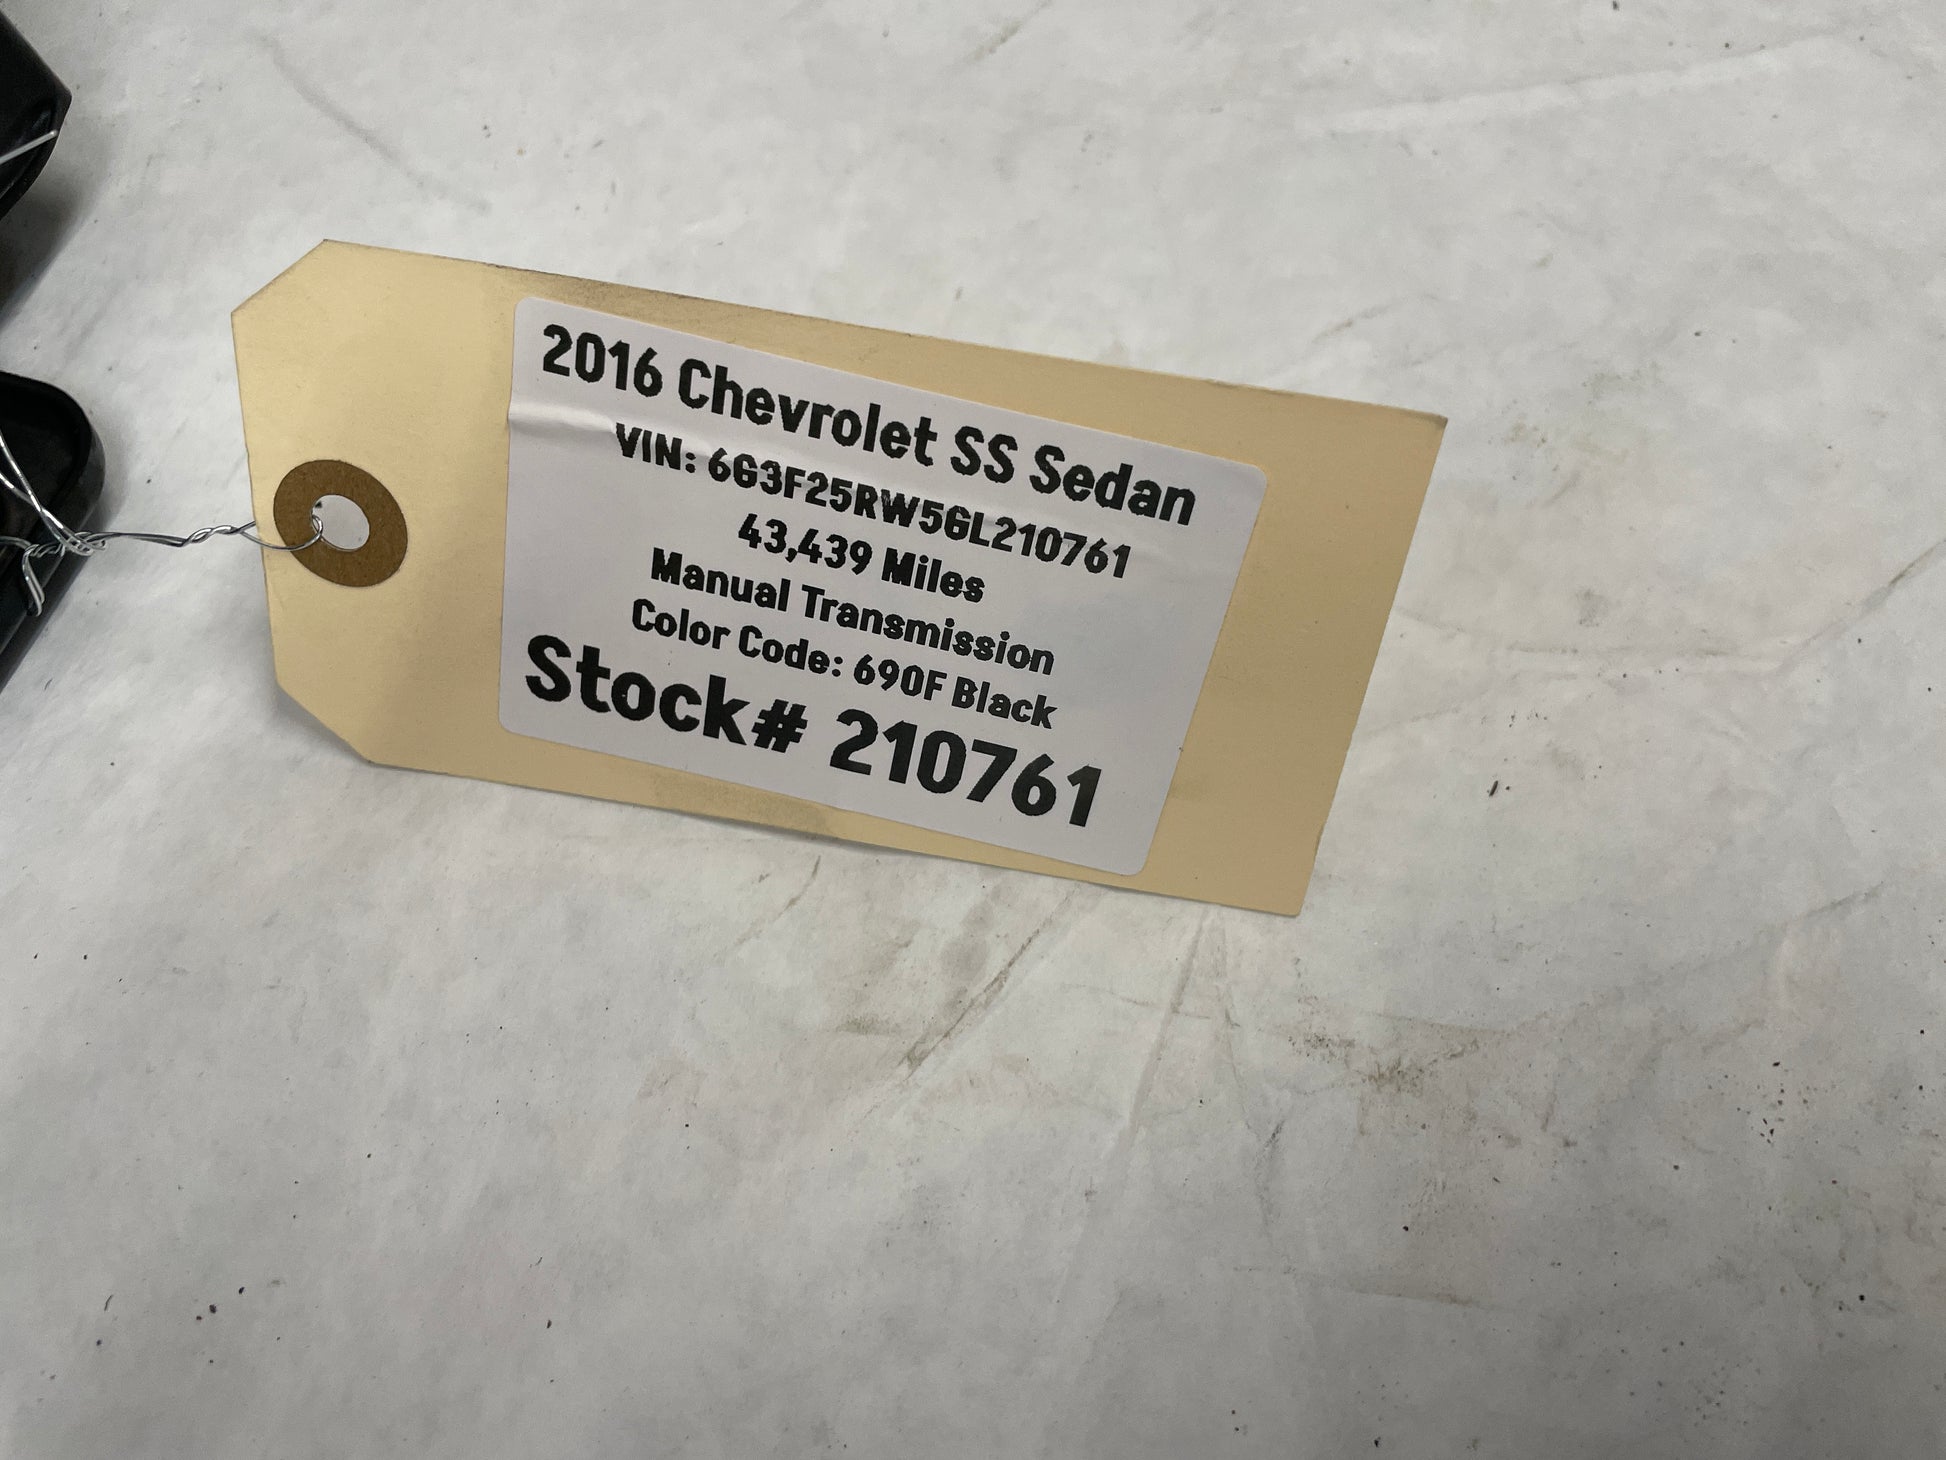 2016 Chevrolet SS Sedan
VIN: 6G3F25RW5GL210761
43,439 Miles
Manual Transmission
Color Code: 690F Black
Stock# 210761